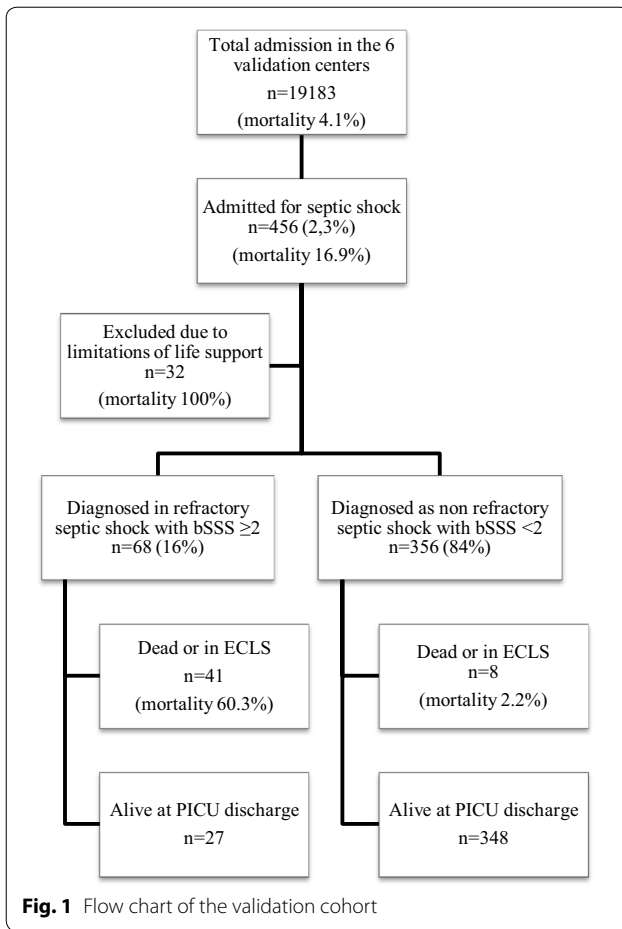 Total admission in the 6
validation centers
n=19183
(mortality 4.1%)
Admitted for septic shock
n=456 (2,3%)
(mortality 16.9%)
Excluded due to
limitations of life support
n=32
(mortality 100%)
Diagnosed in refractory
septic shock with bSSS ≥2
n=68 (16%)
Diagnosed as non refractory
septic shock with bSSS <2
n=356 (84%)
Dead or in ECLS
n=41
(mortality 60.3%)
Dead or in ECLS
n=8
(mortality 2.2%)
Alive at PICU discharge
n=27
Alive at PICU discharge
n=348
Fig. 1 Flow chart of the validation cohort